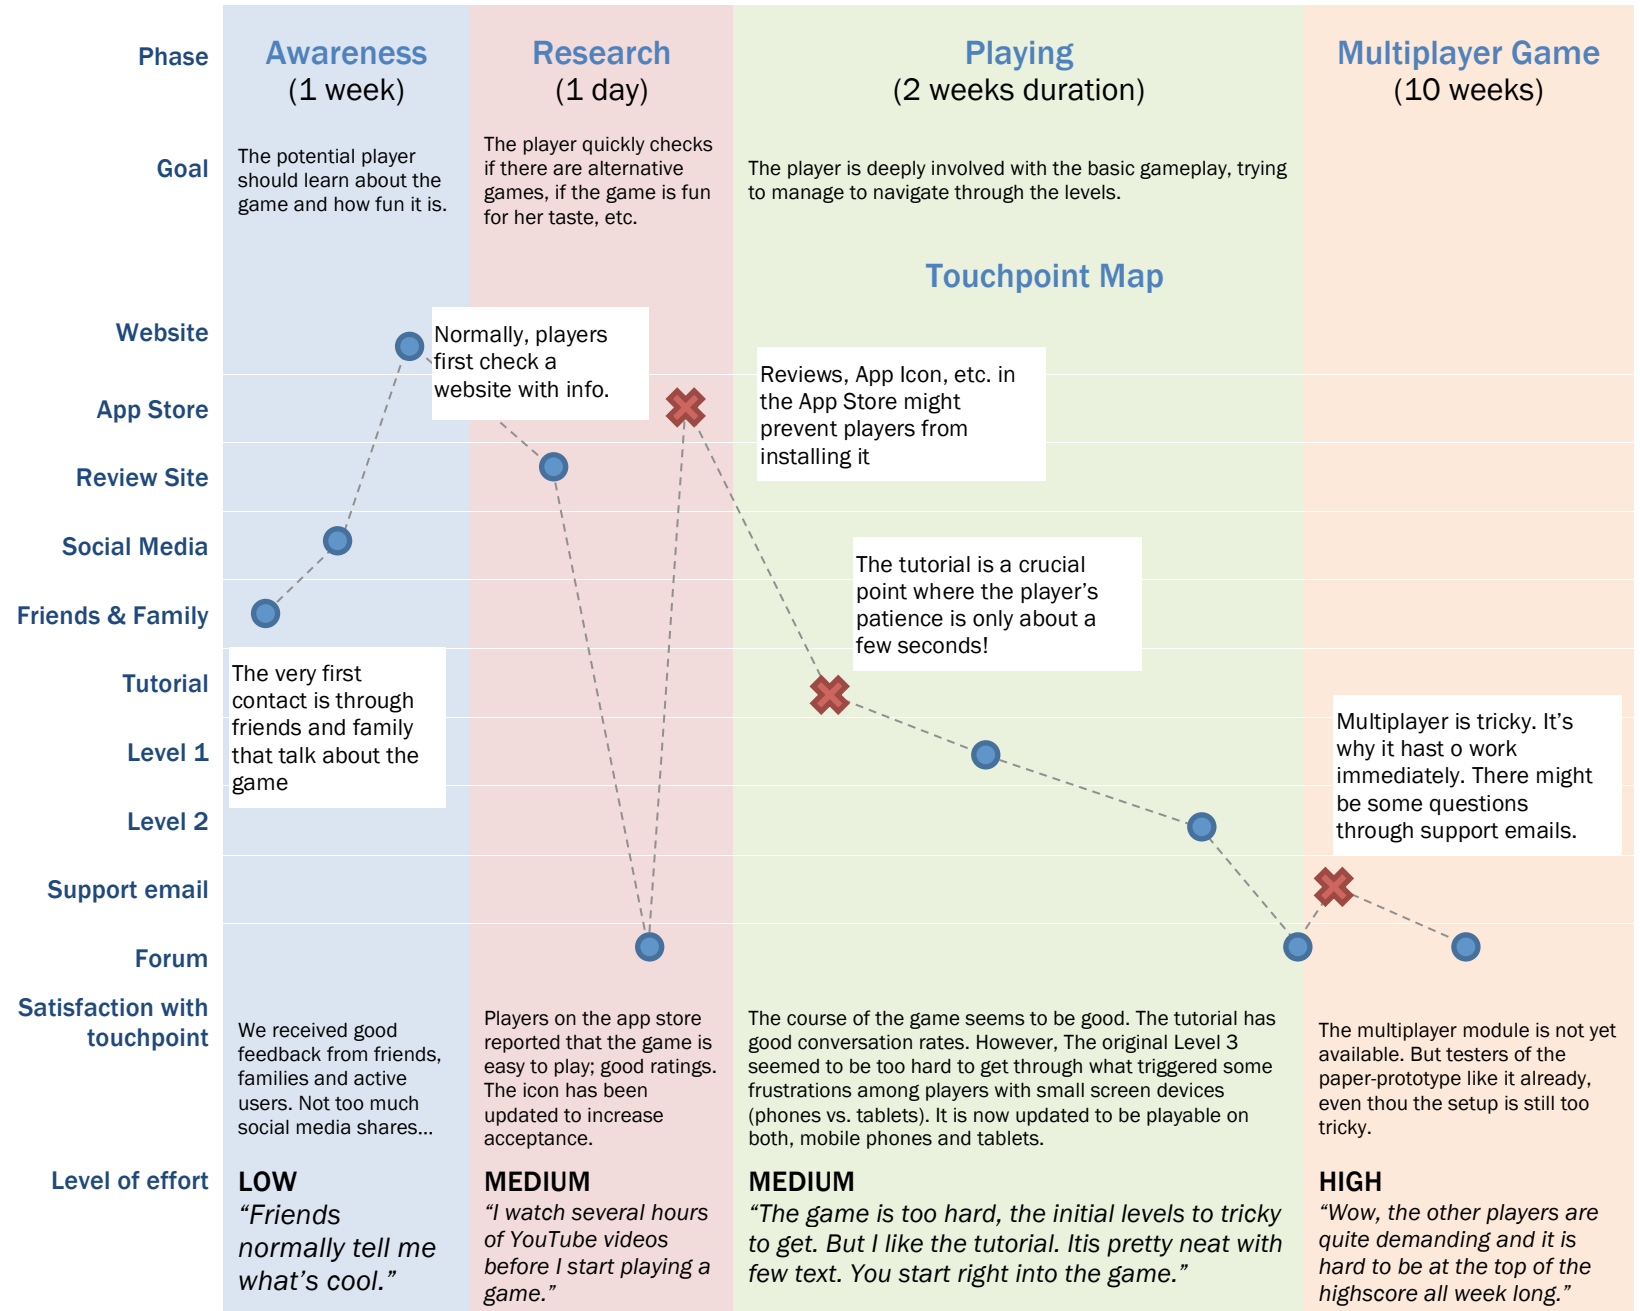 Phase
Awareness
(1 week)
Research
(1 day)
Playing
(2 weeks duration)
Multiplayer Game
(10 weeks)
Goal
The potential player
should learn about the
game and how fun it is.
The player quickly checks
if there are alternative
games, if the game is fun
for her taste, etc.
The player is deeply involved with the basic gameplay, trying
to manage to navigate through the levels.
Touchpoint Map
Website
App Store
Review Site
Social Media
Friends & Family
Tutorial
Level 1
Level 2
Support email
Forum
Normally, players
first check a
website with info.
Reviews, App Icon, etc. in
the App Store might
prevent players from
installing it
The tutorial is a crucial
point where the player's
patience is only about a
few seconds!
The very first
contact is through
friends and family
that talk about the
game
Multiplayer is tricky. It's
why it hast o work
immediately. There might
be some questions
through support emails.
Satisfaction with
touchpoint
We received good
feedback from friends,
families and active
users. Not too much
social media shares…
Players on the app store
reported that the game is
easy to play; good ratings.
The icon has been
updated to increase
acceptance.
The course of the game seems to be good. The tutorial has
good conversation rates. However, The original Level 3
seemed to be too hard to get through what triggered some
frustrations among players with small screen devices
(phones vs. tablets). It is now updated to be playable on
both, mobile phones and tablets.
The multiplayer module is not yet
available. But testers of the
paper-prototype like it already,
even thou the setup is still too
tricky.
Level of effort
LOW
“Friends
normally tell me
what's cool.”
MEDIUM
“I watch several hours
of YouTube videos
before I start playing a
game.”
MEDIUM
“The game is too hard, the initial levels to tricky
to get. But I like the tutorial. Itis pretty neat with
few text. You start right into the game.”
HIGH
“Wow, the other players are
quite demanding and it is
hard to be at the top of the
highscore all week long.”